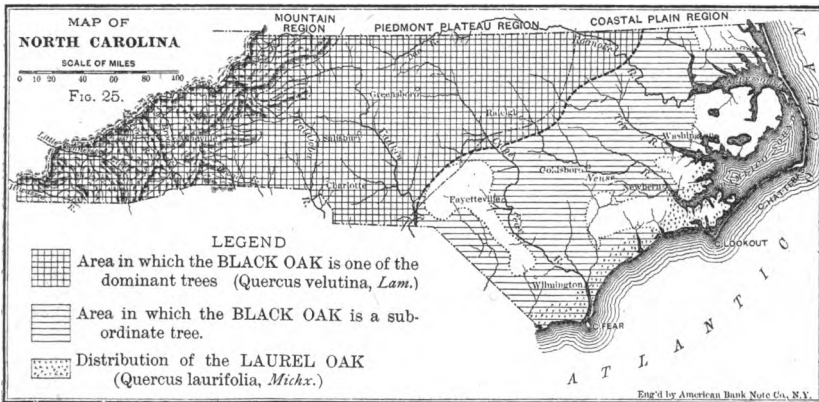 MAP OF
NORTH CAROLINA
SCALE OF MILES
10 0 10 20 40 60 80 100
FIG. 25.
MOUNTAIN
REGION
PIEDMONT PLATEAU REGION
COASTAL PLAIN REGION
Roanoke
Greensboro
Raleigh
Salisbury
Charlotte
Washington
Goldsboro
Neuse
Newbern
Fayetteville
Wilmington
C. HATTERAS
C. LOOKOUT
C. FEAR
ATLANTIC
LEGEND
Area in which the BLACK OAK is one of the
dominant trees (Quercus velutina, Lam.)
Area in which the BLACK OAK is a sub-
ordinate tree.
Distribution of the LAUREL OAK
(Quercus laurifolia, Michx.)
Eng'd by American Bank Note Co., N.Y.